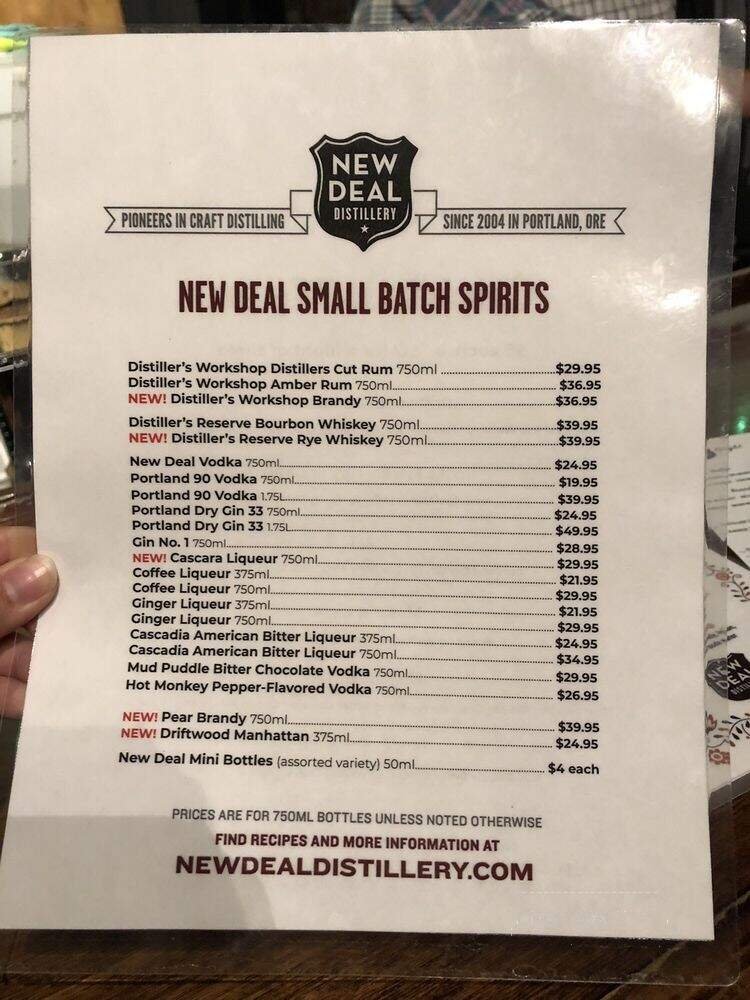 NEW
DEAL
DISTILLERY
PIONEERS IN CRAFT DISTILLING
SINCE 2004 IN PORTLAND, ORE
NEW DEAL SMALL BATCH SPIRITS
Distiller's Workshop Distillers Cut Rum 750ml $29.95
Distiller's Workshop Amber Rum 750ml $36.95
NEW! Distiller's Workshop Brandy 750ml $36.95
Distiller's Reserve Bourbon Whiskey 750ml $39.95
NEW! Distiller's Reserve Rye Whiskey 750ml $39.95
New Deal Vodka 750ml $24.95
Portland 90 Vodka 750ml $19.95
Portland 90 Vodka 1.75L $39.95
Portland Dry Gin 33 750ml $24.95
Portland Dry Gin 33 1.75L $49.95
Gin No. 1 750ml $28.95
NEW! Cascara Liqueur 750ml $29.95
Coffee Liqueur 375ml $21.95
Coffee Liqueur 750ml $29.95
Ginger Liqueur 375ml $21.95
Ginger Liqueur 750ml $29.95
Cascadia American Bitter Liqueur 375ml $24.95
Cascadia American Bitter Liqueur 750ml $34.95
Mud Puddle Bitter Chocolate Vodka 750ml $29.95
Hot Monkey Pepper-Flavored Vodka 750ml $26.95
NEW! Pear Brandy 750ml $39.95
NEW! Driftwood Manhattan 375ml $24.95
New Deal Mini Bottles (assorted variety) 50ml $4 each
PRICES ARE FOR 750ML BOTTLES UNLESS NOTED OTHERWISE
FIND RECIPES AND MORE INFORMATION AT
NEWDEALDISTILLERY.COM
NEW
DEAL